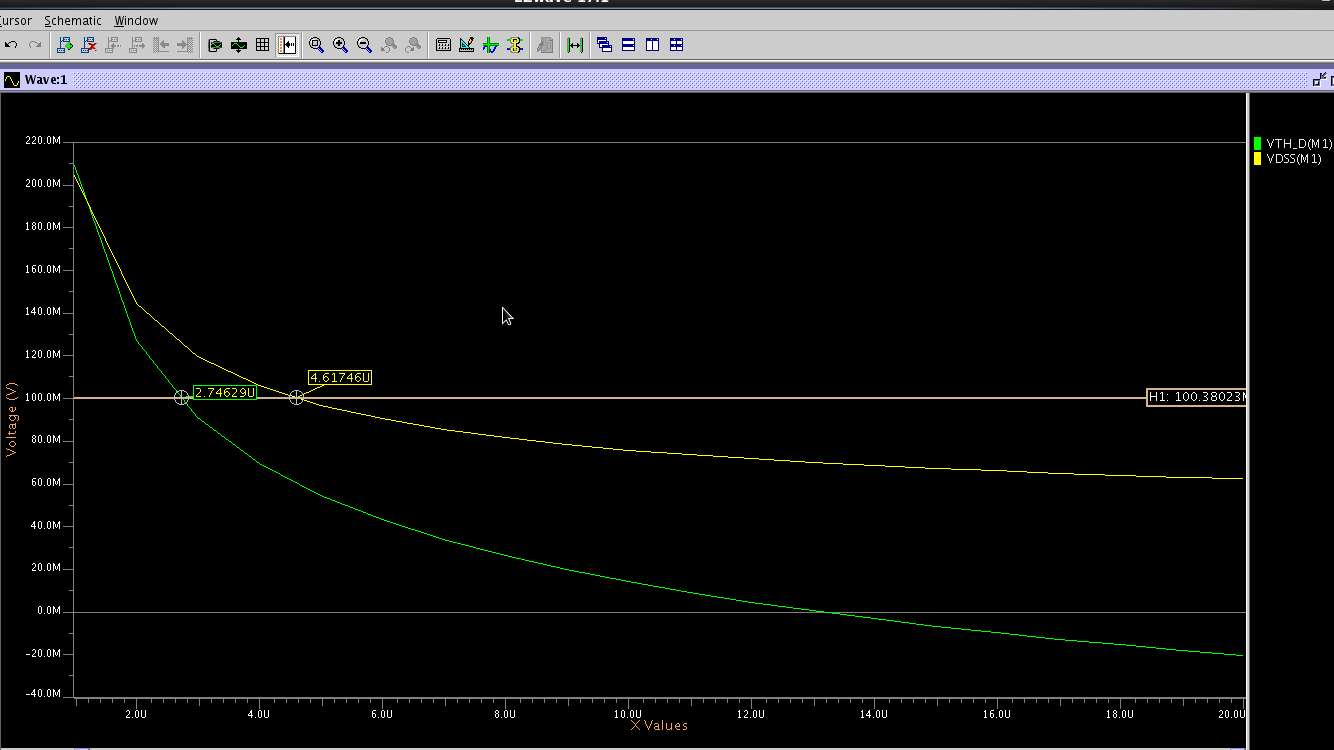 ursor Schematic Window
Wave:1
220.0M
200.0M
180.0M
160.0M
140.0M
120.0M
100.0M
80.0M
60.0M
40.0M
20.0M
0.0M
-20.0M
-40.0M
Voltage (V)
2.74629U
4.61746U
H1: 100.38023M
VTH_D(M1)
VDSS(M1)
2.0U 4.0U 6.0U 8.0U 10.0U 12.0U 14.0U 16.0U 18.0U 20.0U
X Values